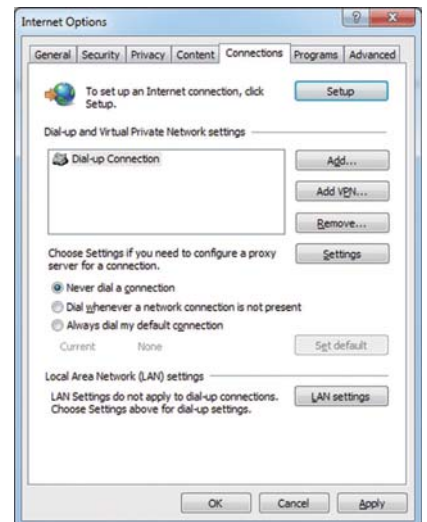 Internet Options
General Security Privacy Content Connections Programs Advanced
To set up an Internet connection, click
Setup.
Setup
Dial-up and Virtual Private Network settings
Dial-up Connection
Add...
Add VPN...
Remove...
Choose Settings if you need to configure a proxy
server for a connection.
Settings
Never dial a connection
Dial whenever a network connection is not present
Always dial my default connection
Current None
Set default
Local Area Network (LAN) settings
LAN Settings do not apply to dial-up connections.
Choose Settings above for dial-up settings.
LAN settings
OK Cancel Apply